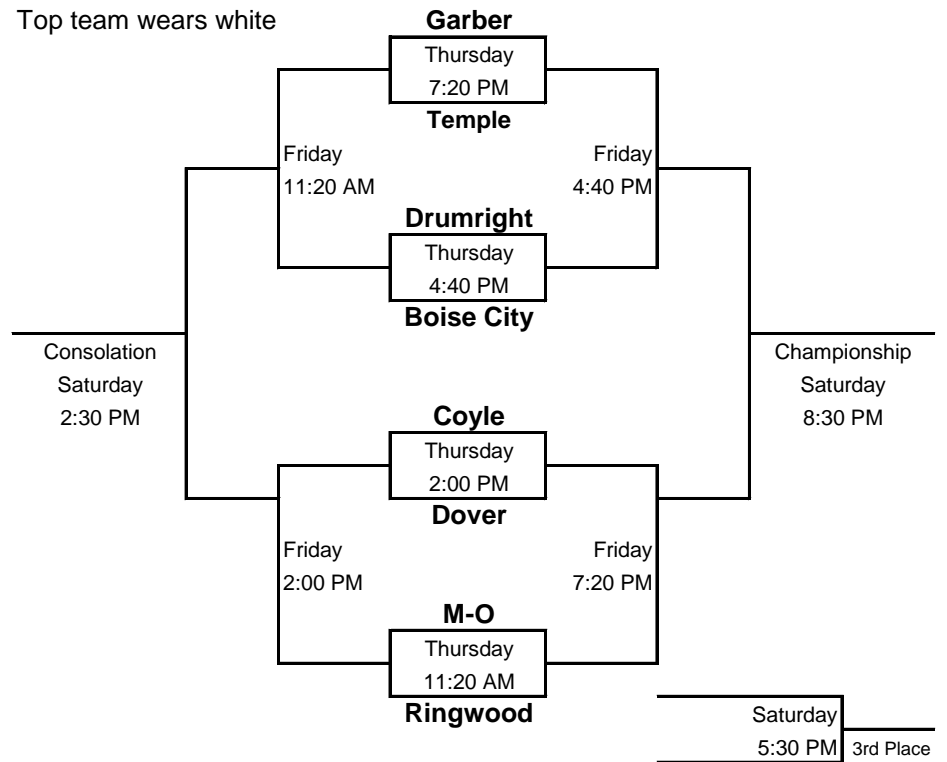 Top team wears white
Garber
Thursday
7:20 PM
Temple
Friday
11:20 AM
Friday
4:40 PM
Drumright
Thursday
4:40 PM
Boise City
Consolation
Saturday
2:30 PM
Championship
Saturday
8:30 PM
Coyle
Thursday
2:00 PM
Dover
Friday
2:00 PM
Friday
7:20 PM
M-O
Thursday
11:20 AM
Ringwood
Saturday
5:30 PM
3rd Place